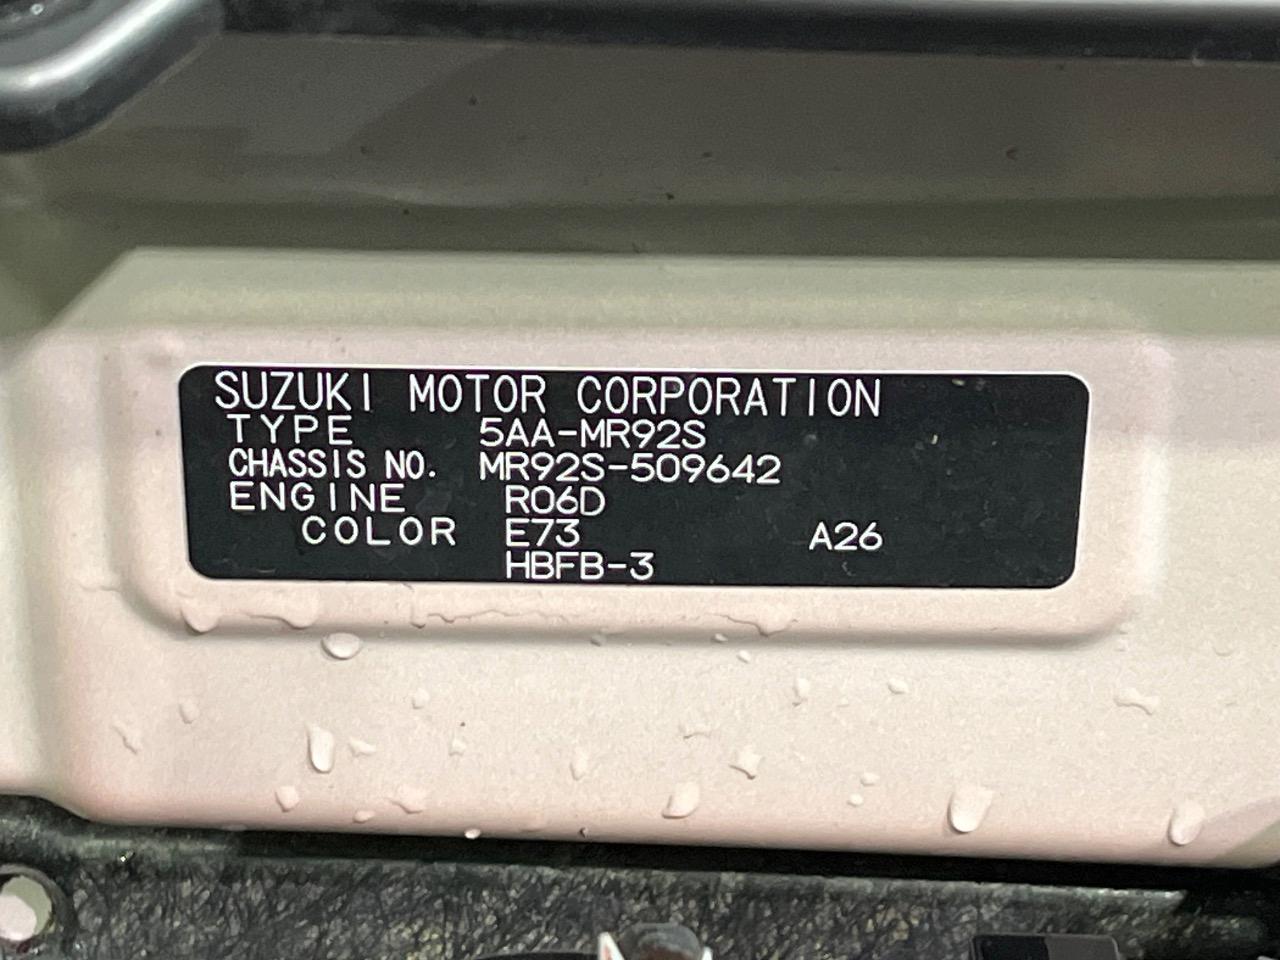 SUZUKI MOTOR CORPORATION
TYPE 5AA-MR92S
CHASSIS NO. MR92S-509642
ENGINE R06D
COLOR E73 A26
HBFB-3